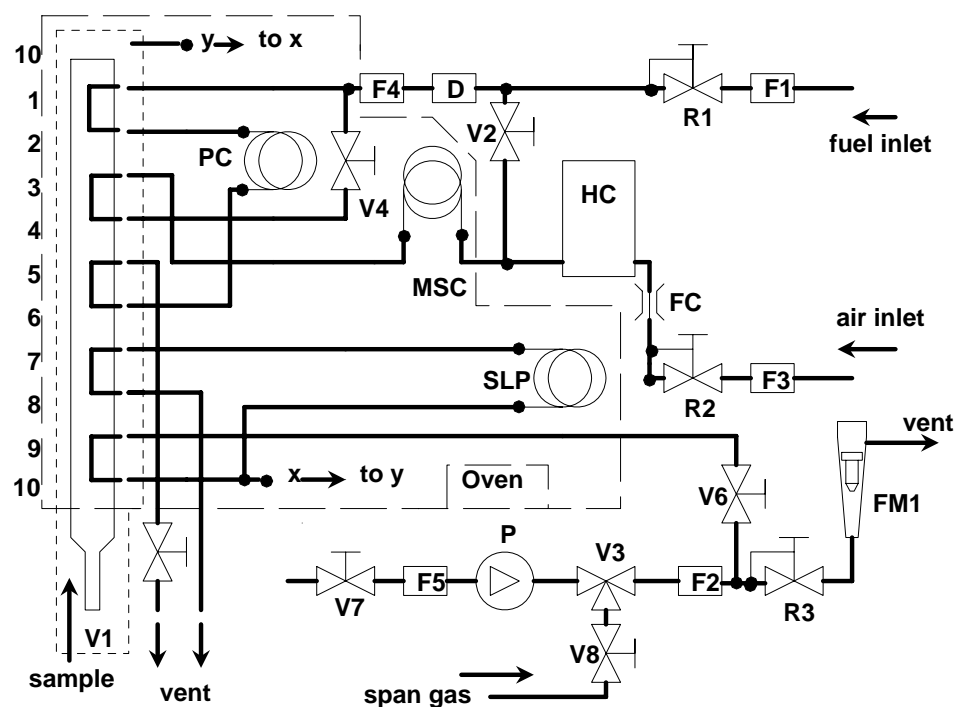 10
y to x
1
F4
D
F1
R1
V2
fuel inlet
2
PC
3
V4
HC
4
MSC
5
FC
air inlet
6
7
SLP
F3
R2
8
vent
9
x to y
Oven
V6
FM1
10
P
V3
F5
F2
V7
R3
V1
V8
sample
vent
span gas